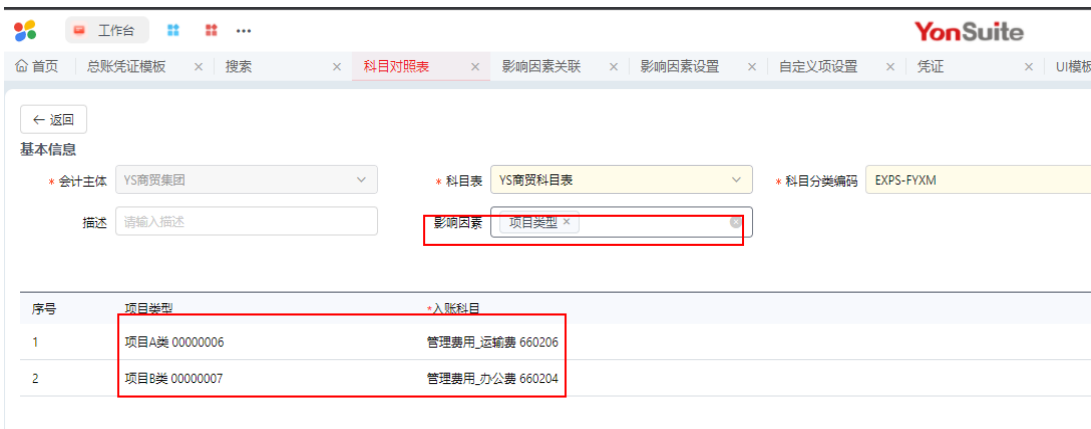 工作台 ••• YonSuite
首页 总账凭证模板 × 搜索 × 科目对照表 × 影响因素关联 × 影响因素设置 × 自定义项设置 × 凭证 × UI模板
← 返回
基本信息
* 会计主体 YS商贸集团 * 科目表 YS商贸科目表 * 科目分类编码 EXPS-FYXM
描述 请输入描述 影响因素 项目类型 ×
序号 项目类型 *入账科目
1 项目A类 00000006 管理费用_运输费 660206
2 项目B类 00000007 管理费用_办公费 660204